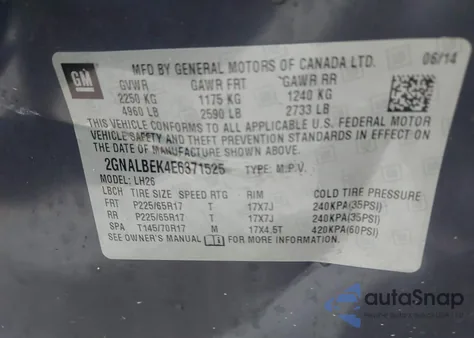 MFD BY GENERAL MOTORS OF CANADA LTD. 06/14
GM
GVWR GAWR FRT GAWR RR
2250 KG 1175 KG 1240 KG
4960 LB 2590 LB 2733 LB
THIS VEHICLE CONFORMS TO ALL APPLICABLE U.S. FEDERAL MOTOR
VEHICLE SAFETY AND THEFT PREVENTION STANDARDS IN EFFECT ON
THE DATE OF MANUFACTURE SHOWN ABOVE.
2GNALBEK4E6371525 TYPE: M.P.V.
MODEL: LH26
LBCH TIRE SIZE SPEED RTG RIM COLD TIRE PRESSURE
FRT P225/65R17 T 17X7J 240KPA(35PSI)
RR P225/65R17 T 17X7J 240KPA(35PSI)
SPA T145/70R17 M 17X4.5T 420KPA(60PSI)
SEE OWNER'S MANUAL FOR MORE INFORMATION.
autoSnap